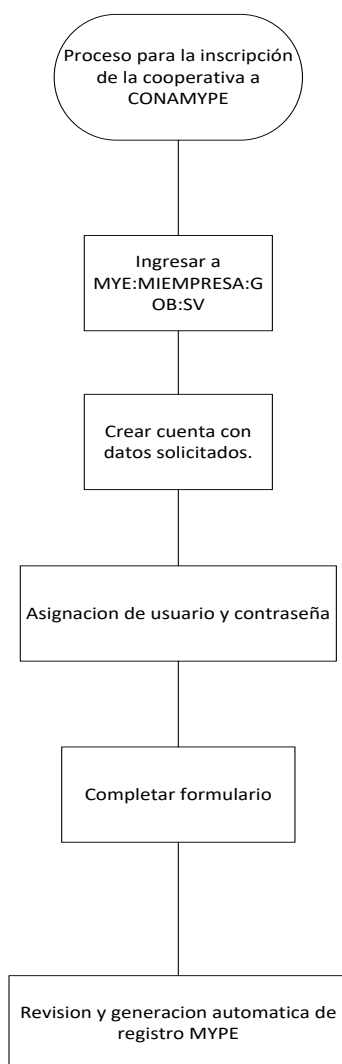 Proceso para la inscripción
de la cooperativa a
CONAMYPE
Ingresar a
MYE:MIEMPRESA:G
OB:SV
Crear cuenta con
datos solicitados.
Asignacion de usuario y contraseña
Completar formulario
Revision y generacion automatica de
registro MYPE